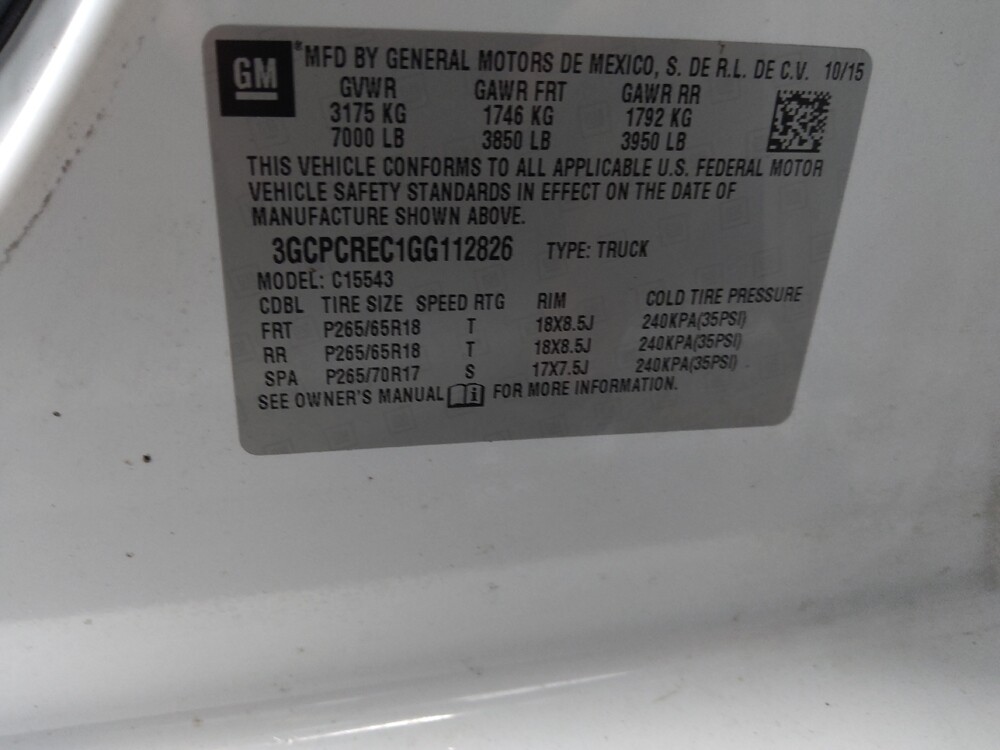 GM
*MFD BY GENERAL MOTORS DE MEXICO, S. DE R.L. DE C.V. 10/15
GVWR GAWR FRT GAWR RR
3175 KG 1746 KG 1792 KG
7000 LB 3850 LB 3950 LB
THIS VEHICLE CONFORMS TO ALL APPLICABLE U.S. FEDERAL MOTOR
VEHICLE SAFETY STANDARDS IN EFFECT ON THE DATE OF
MANUFACTURE SHOWN ABOVE.
3GCPCREC1GG112826 TYPE: TRUCK
MODEL: C15543
CDBL TIRE SIZE SPEED RTG RIM COLD TIRE PRESSURE
FRT P265/65R18 T 18X8.5J 240KPA(35PSI)
RR P265/65R18 T 18X8.5J 240KPA(35PSI)
SPA P265/70R17 S 17X7.5J 240KPA(35PSI)
SEE OWNER'S MANUAL i FOR MORE INFORMATION.